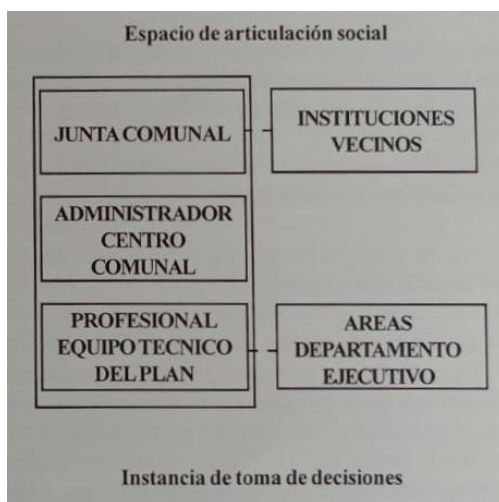 Espacio de articulación social
JUNTA COMUNAL
INSTITUCIONES
VECINOS
ADMINISTRADOR
CENTRO
COMUNAL
PROFESIONAL
EQUIPO TECNICO
DEL PLAN
AREAS
DEPARTAMENTO
EJECUTIVO
Instancia de toma de decisiones